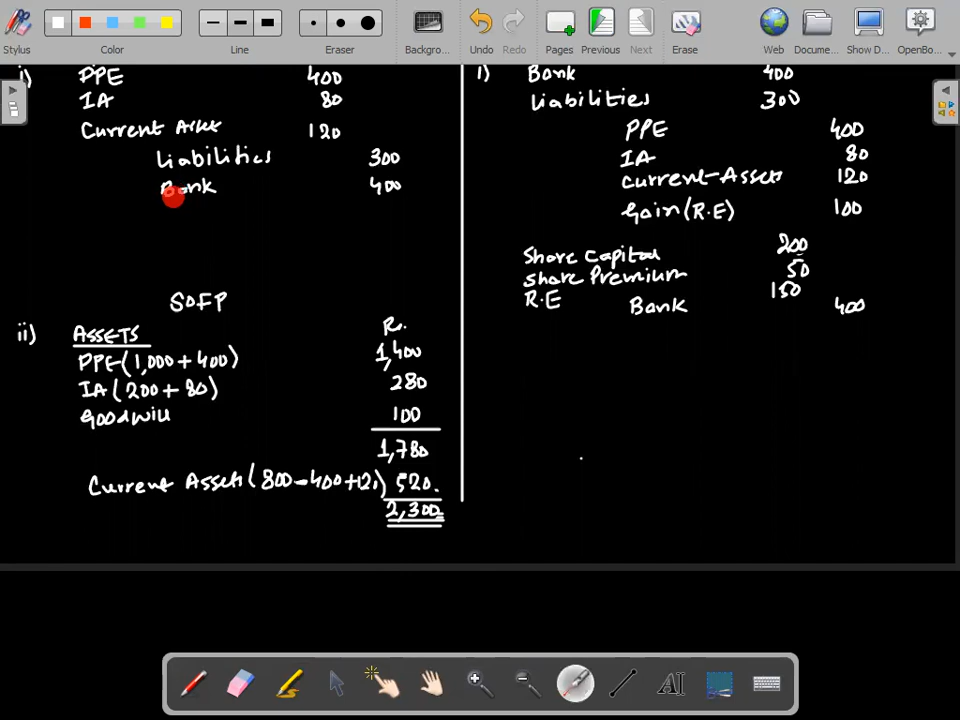 Stylus
Color
Line
Eraser
Backgro...
Undo
Redo
Pages
Previous
Next
Erase
Web
Docume...
Show D...
OpenBo...
i)
PPE 400
IA 80
Current Asset 120
Liabilities 300
Bank 400
SOFP
ii) ASSETS Rs.
PPE (1,000 + 400) 1,400
IA (200 + 80) 280
Goodwill 100
1,780
Current Assets (800 - 400 + 120) 520
2,300
i) Bank 400
Liabilities 300
PPE 400
IA 80
Current-Assets 120
Gain (R.E) 100
Share Capital 200
Share Premium 50
R.E 150
Bank 400
AI